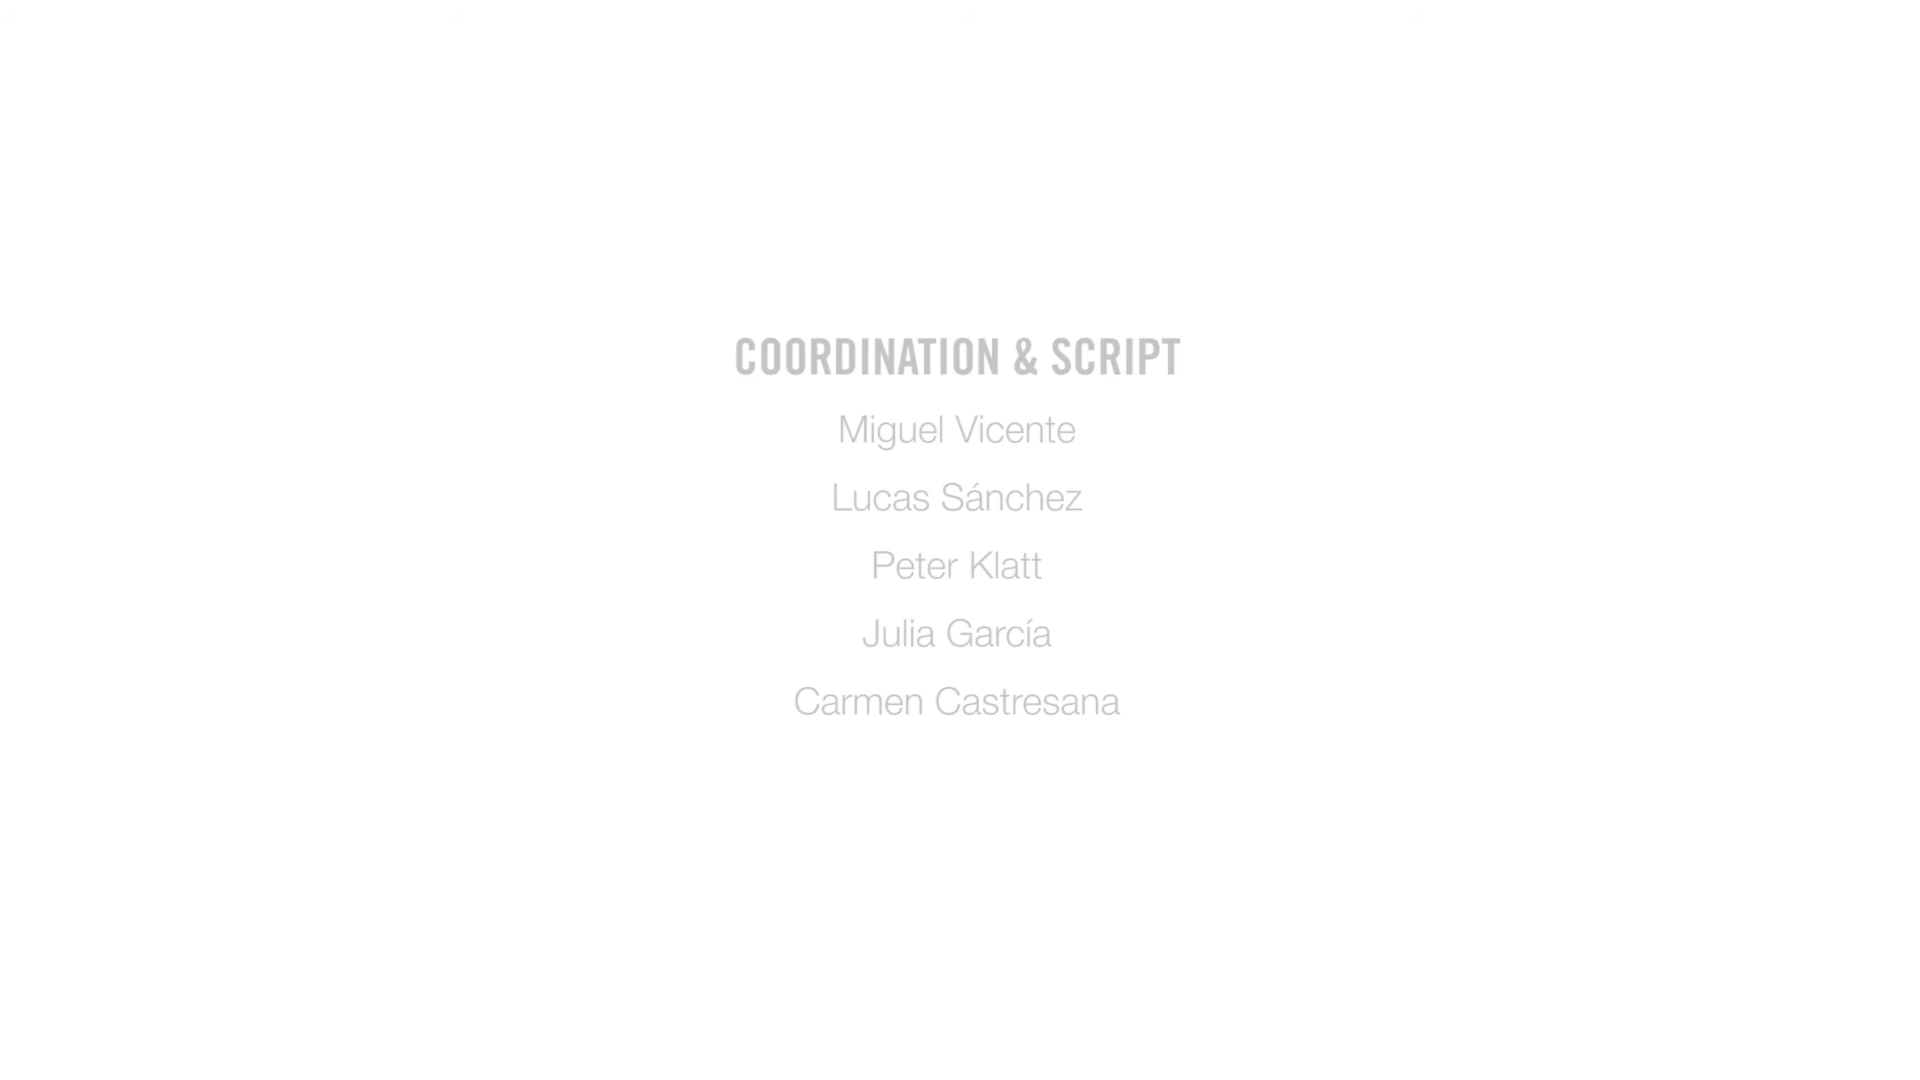 COORDINATION & SCRIPT
Miguel Vicente
Lucas Sánchez
Peter Klatt
Julia García
Carmen Castresana